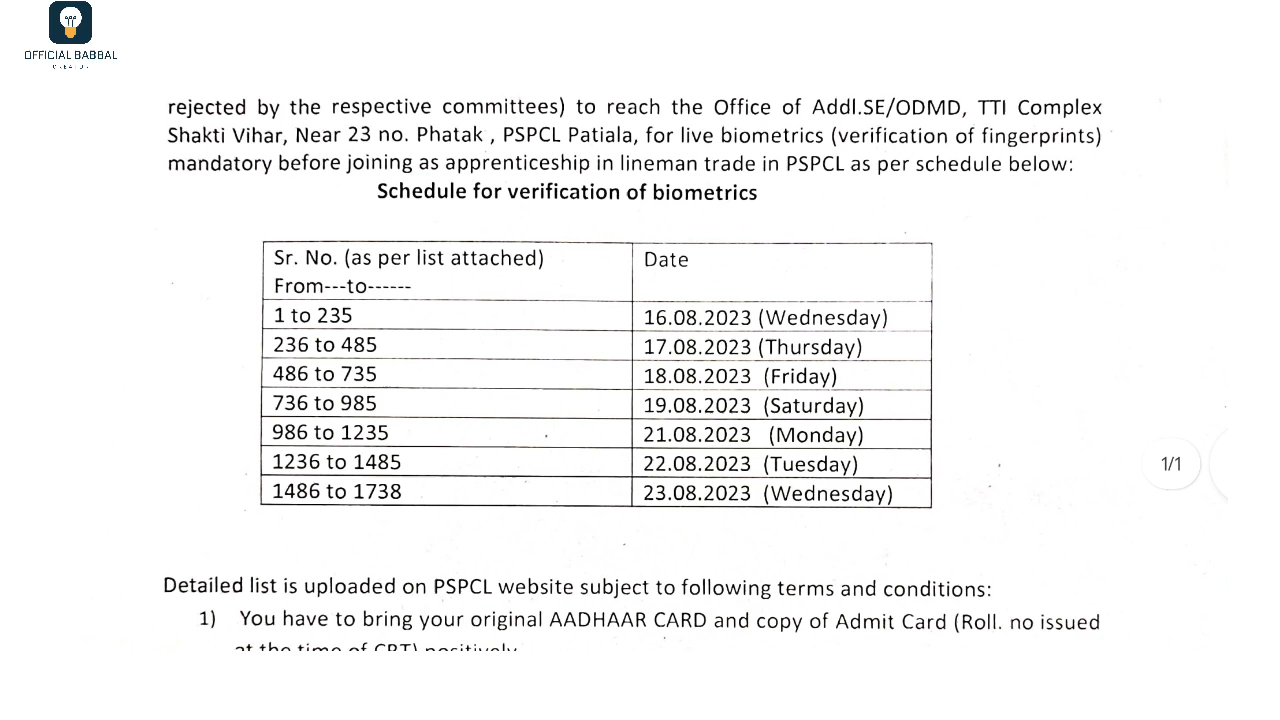 OFFICIAL BABBAL
CREATOR
rejected by the respective committees) to reach the Office of Addl.SE/ODMD, TTI Complex
Shakti Vihar, Near 23 no. Phatak , PSPCL Patiala, for live biometrics (verification of fingerprints)
mandatory before joining as apprenticeship in lineman trade in PSPCL as per schedule below:
Schedule for verification of biometrics
Sr. No. (as per list attached) Date
From---to------
1 to 235 16.08.2023 (Wednesday)
236 to 485 17.08.2023 (Thursday)
486 to 735 18.08.2023 (Friday)
736 to 985 19.08.2023 (Saturday)
986 to 1235 21.08.2023 (Monday)
1236 to 1485 22.08.2023 (Tuesday)
1486 to 1738 23.08.2023 (Wednesday)
1/1
Detailed list is uploaded on PSPCL website subject to following terms and conditions:
1) You have to bring your original AADHAAR CARD and copy of Admit Card (Roll. no issued
at the time of CBT) positively